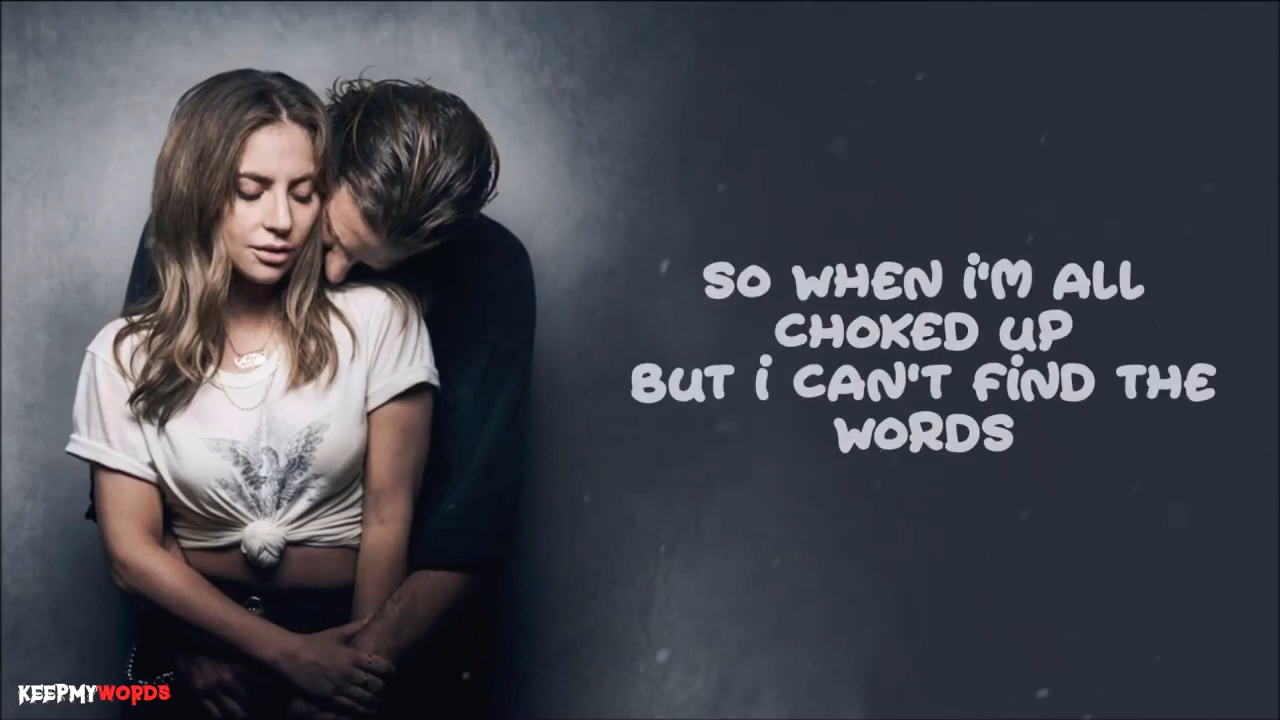 SO WHEN i'M ALL
CHOKED UP
BUT i CAN'T FiND THE
WORDS
KEEPMYWORDS